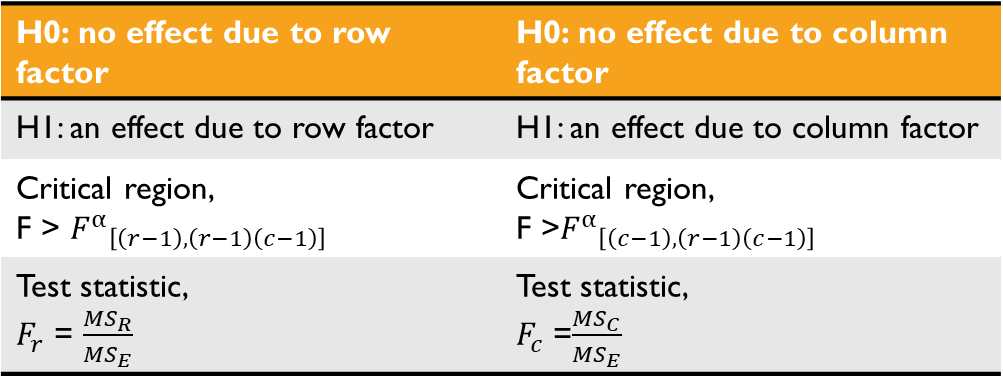 H0: no effect due to row factor
H0: no effect due to column factor
H1: an effect due to row factor
H1: an effect due to column factor
Critical region,
F > F^α_[(r−1),(r−1)(c−1)]
Critical region,
F >F^α_[(c−1),(r−1)(c−1)]
Test statistic,
F_r = MS_R/MS_E
Test statistic,
F_c =MS_C/MS_E